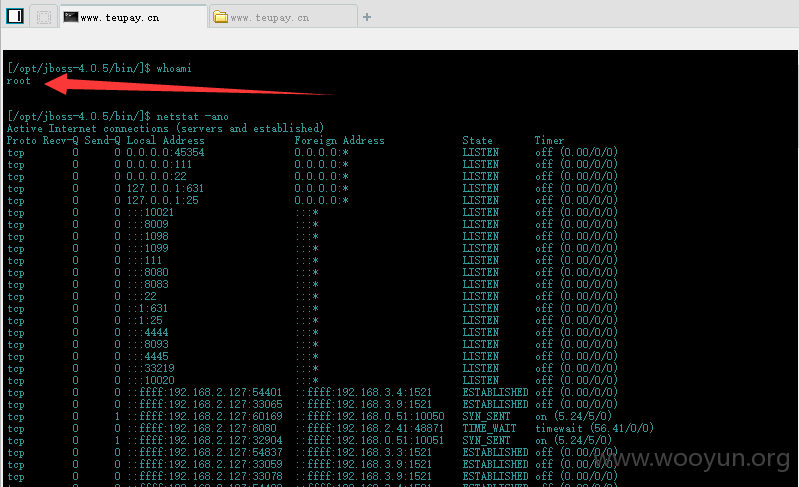 www.teupay.cn www.teupay.cn
[/opt/jboss-4.0.5/bin/]$ whoami
root
[/opt/jboss-4.0.5/bin/]$ netstat -ano
Active Internet connections (servers and established)
Proto Recv-Q Send-Q Local Address Foreign Address State Timer
tcp 0 0 0.0.0.0:45354 0.0.0.0:* LISTEN off (0.00/0/0)
tcp 0 0 0.0.0.0:111 0.0.0.0:* LISTEN off (0.00/0/0)
tcp 0 0 0.0.0.0:22 0.0.0.0:* LISTEN off (0.00/0/0)
tcp 0 0 127.0.0.1:631 0.0.0.0:* LISTEN off (0.00/0/0)
tcp 0 0 127.0.0.1:25 0.0.0.0:* LISTEN off (0.00/0/0)
tcp 0 0 :::10021 :::* LISTEN off (0.00/0/0)
tcp 0 0 :::8009 :::* LISTEN off (0.00/0/0)
tcp 0 0 :::1098 :::* LISTEN off (0.00/0/0)
tcp 0 0 :::1099 :::* LISTEN off (0.00/0/0)
tcp 0 0 :::111 :::* LISTEN off (0.00/0/0)
tcp 0 0 :::8080 :::* LISTEN off (0.00/0/0)
tcp 0 0 :::8083 :::* LISTEN off (0.00/0/0)
tcp 0 0 :::22 :::* LISTEN off (0.00/0/0)
tcp 0 0 ::1:631 :::* LISTEN off (0.00/0/0)
tcp 0 0 ::1:25 :::* LISTEN off (0.00/0/0)
tcp 0 0 :::4444 :::* LISTEN off (0.00/0/0)
tcp 0 0 :::8093 :::* LISTEN off (0.00/0/0)
tcp 0 0 :::4445 :::* LISTEN off (0.00/0/0)
tcp 0 0 :::33219 :::* LISTEN off (0.00/0/0)
tcp 0 0 :::10020 :::* LISTEN off (0.00/0/0)
tcp 0 0 ::ffff:192.168.2.127:54401 ::ffff:192.168.3.4:1521 ESTABLISHED off (0.00/0/0)
tcp 0 0 ::ffff:192.168.2.127:33065 ::ffff:192.168.3.9:1521 ESTABLISHED off (0.00/0/0)
tcp 0 1 ::ffff:192.168.2.127:60169 ::ffff:192.168.0.51:10050 SYN_SENT on (5.24/5/0)
tcp 0 0 ::ffff:192.168.2.127:8080 ::ffff:192.168.2.41:48871 TIME_WAIT timewait (56.41/0/0)
tcp 0 1 ::ffff:192.168.2.127:32904 ::ffff:192.168.0.51:10051 SYN_SENT on (5.24/5/0)
tcp 0 0 ::ffff:192.168.2.127:54837 ::ffff:192.168.3.3:1521 ESTABLISHED off (0.00/0/0)
tcp 0 0 ::ffff:192.168.2.127:33059 ::ffff:192.168.3.9:1521 ESTABLISHED off (0.00/0/0)
tcp 0 0 ::ffff:192.168.2.127:33078 ::ffff:192.168.3.9:1521 ESTABLISHED off (0.00/0/0)
www.wooyun.org